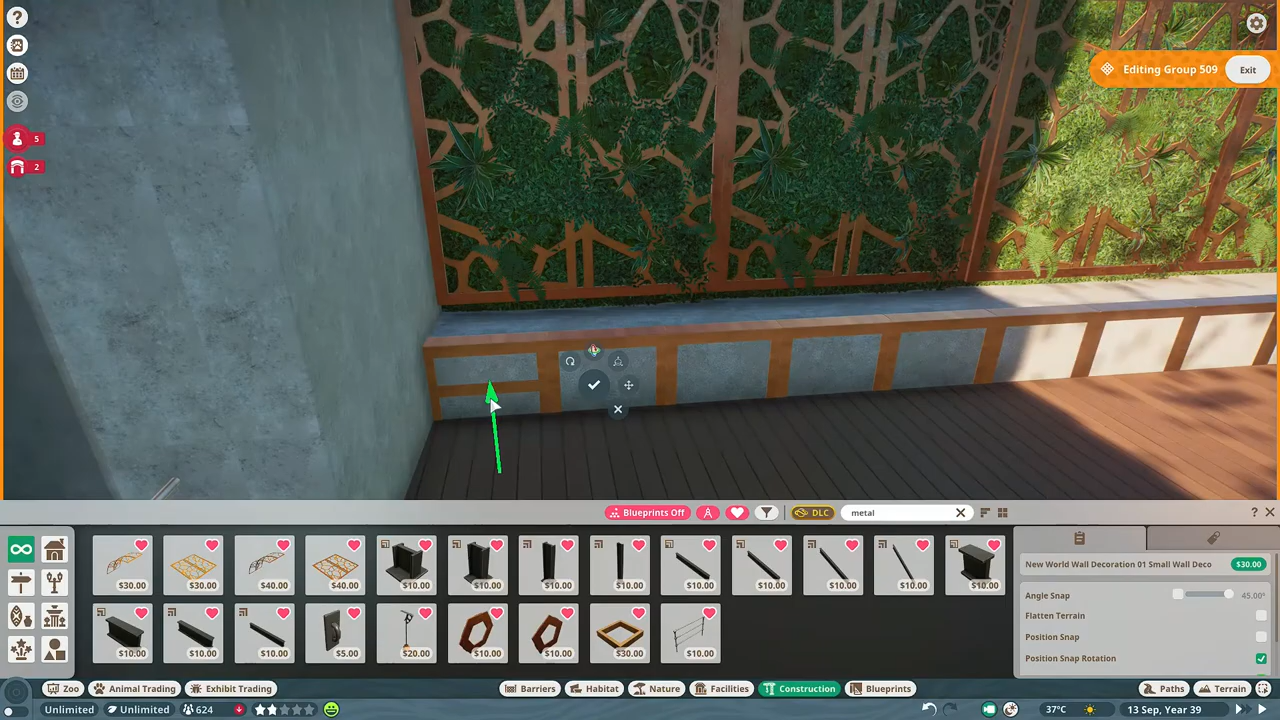 ?
Editing Group 509
Exit
5
2
Blueprints Off
DLC
metal
?
$30.00
$30.00
$40.00
$40.00
$10.00
$10.00
$10.00
$10.00
$10.00
$10.00
$10.00
$10.00
$10.00
$10.00
$10.00
$10.00
$5.00
$20.00
$10.00
$10.00
$30.00
$10.00
New World Wall Decoration 01 Small Wall Deco
$30.00
Angle Snap
45.00°
Flatten Terrain
Position Snap
Position Snap Rotation
Zoo
Animal Trading
Exhibit Trading
Barriers
Habitat
Nature
Facilities
Construction
Blueprints
Paths
Terrain
Unlimited
Unlimited
624
37°C
13 Sep, Year 39